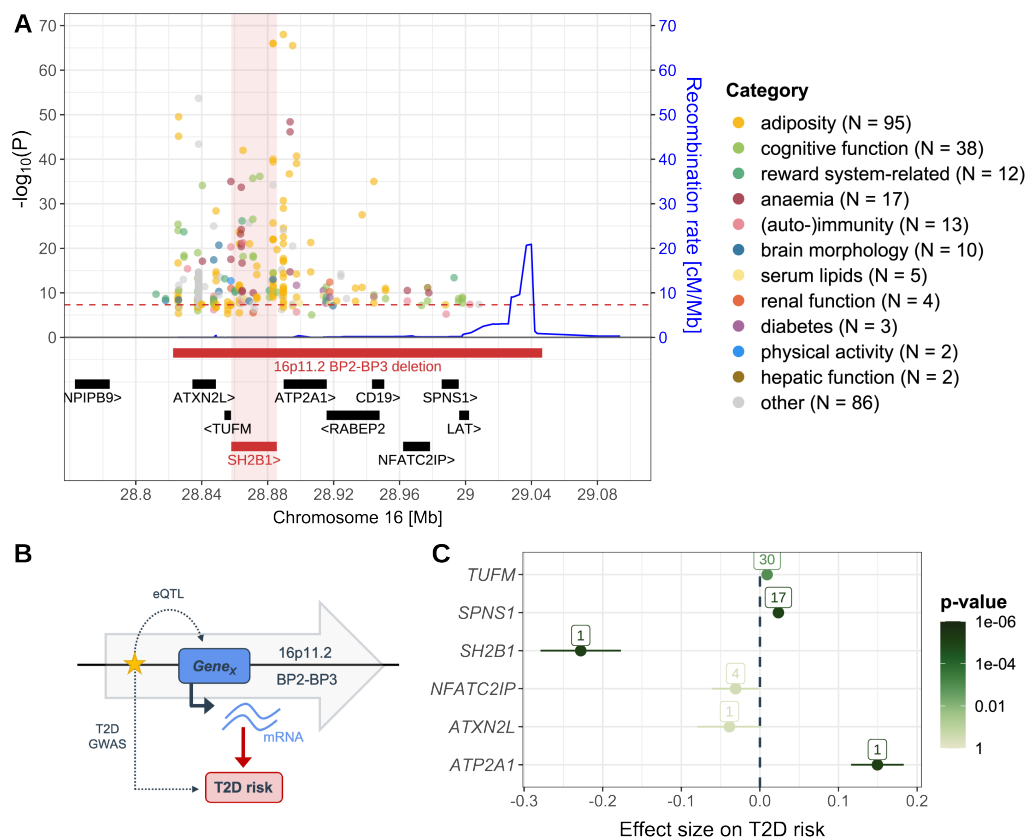 A
-log10(P)
70
60
50
40
30
20
10
0
70
60
50
40
30
20
10
0
Recombination rate [cM/Mb]
16p11.2 BP2-BP3 deletion
NPIPB9>
ATXN2L>
ATP2A1>
CD19>
SPNS1>
<TUFM
<RABEP2
LAT>
SH2B1>
NFATC2IP>
28.8
28.84
28.88
28.92
28.96
29
29.04
29.08
Chromosome 16 [Mb]
Category
adiposity (N = 95)
cognitive function (N = 38)
reward system-related (N = 12)
anaemia (N = 17)
(auto-)immunity (N = 13)
brain morphology (N = 10)
serum lipids (N = 5)
renal function (N = 4)
diabetes (N = 3)
physical activity (N = 2)
hepatic function (N = 2)
other (N = 86)
B
eQTL
GeneX
16p11.2
BP2-BP3
T2D
GWAS
mRNA
T2D risk
C
TUFM
SPNS1
SH2B1
NFATC2IP
ATXN2L
ATP2A1
30
17
1
4
1
1
-0.3
-0.2
-0.1
0.0
0.1
0.2
Effect size on T2D risk
p-value
1e-06
1e-04
0.01
1